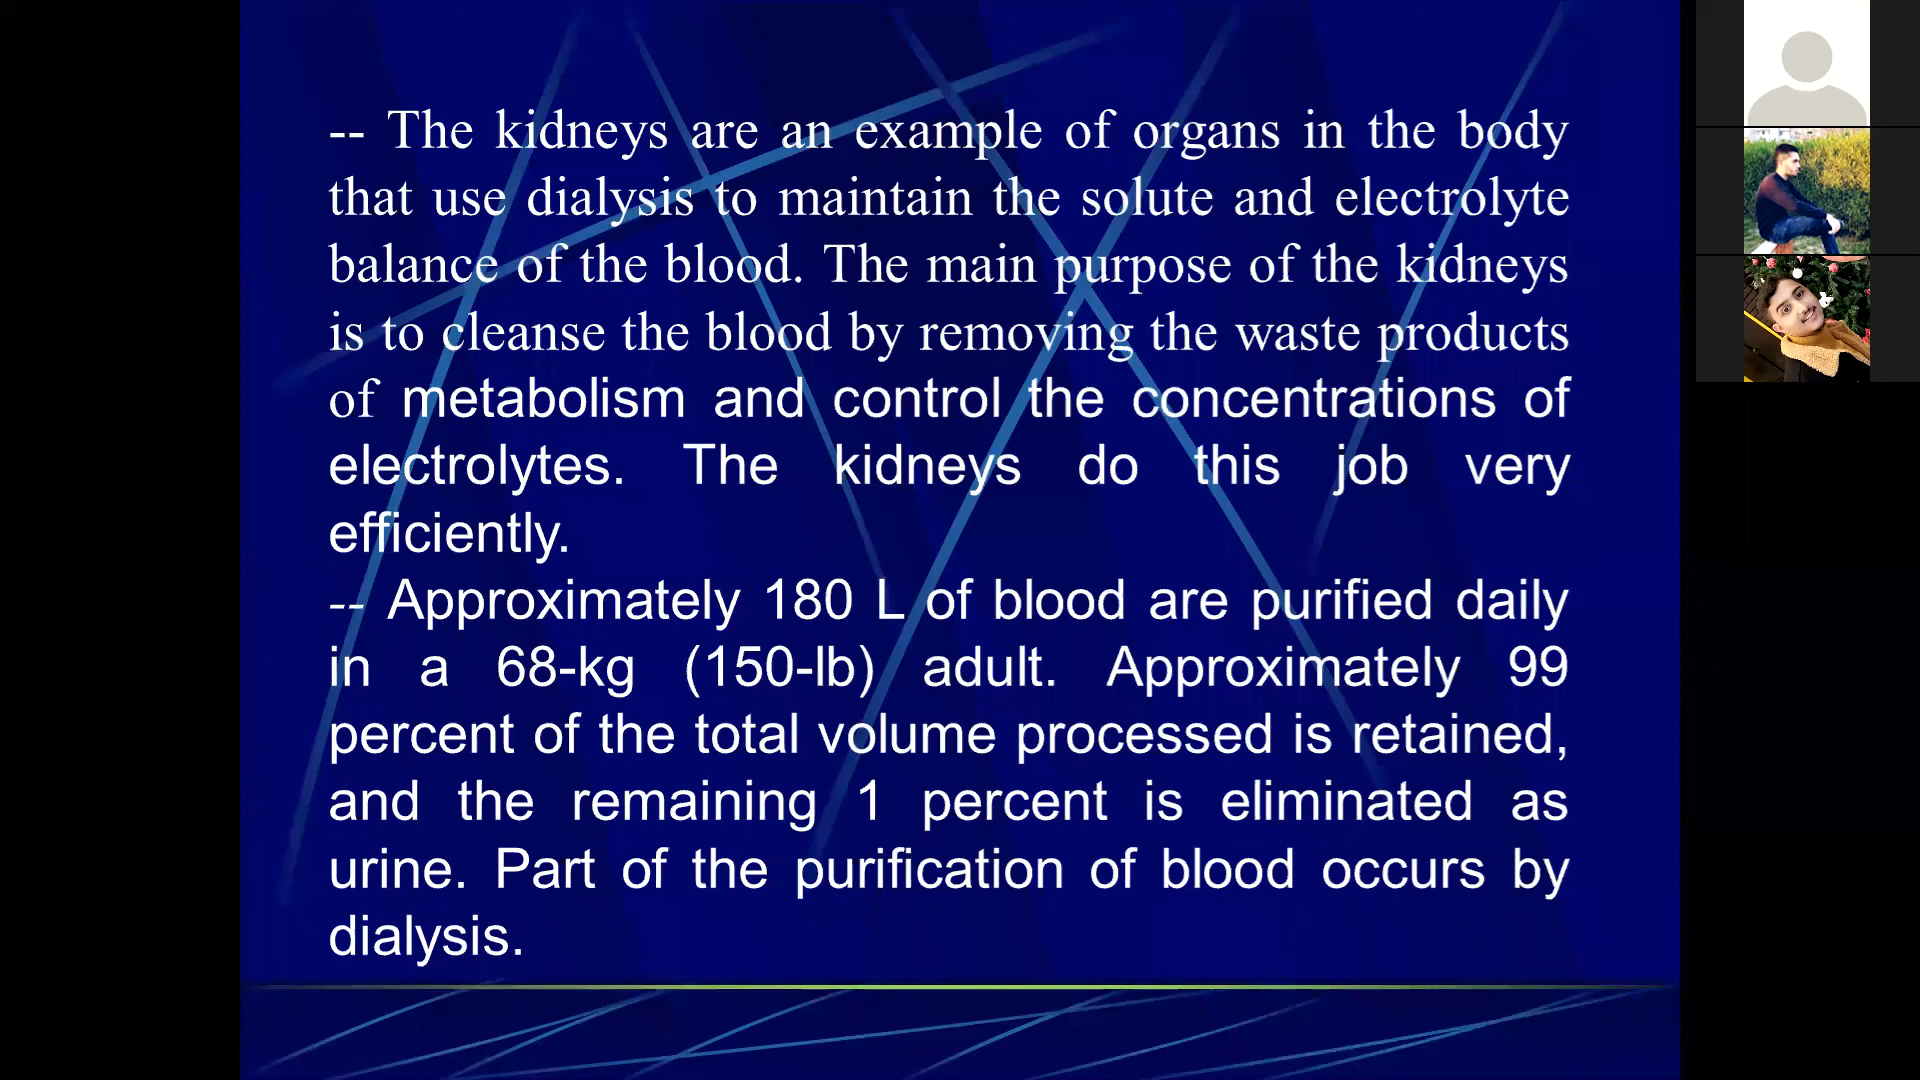 -- The kidneys are an example of organs in the body
that use dialysis to maintain the solute and electrolyte
balance of the blood. The main purpose of the kidneys
is to cleanse the blood by removing the waste products
of metabolism and control the concentrations of
electrolytes. The kidneys do this job very
efficiently.
-- Approximately 180 L of blood are purified daily
in a 68-kg (150-lb) adult. Approximately 99
percent of the total volume processed is retained,
and the remaining 1 percent is eliminated as
urine. Part of the purification of blood occurs by
dialysis.